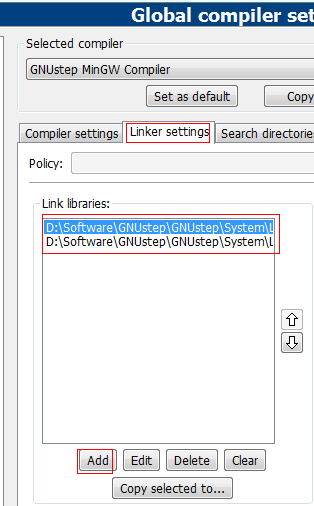 Global compiler set
Selected compiler
GNUstep MinGW Compiler
Set as default Copy
Compiler settings Linker settings Search directories
Policy:
Link libraries:
D:\Software\GNUstep\GNUstep\System\L
D:\Software\GNUstep\GNUstep\System\L
Add Edit Delete Clear
Copy selected to...